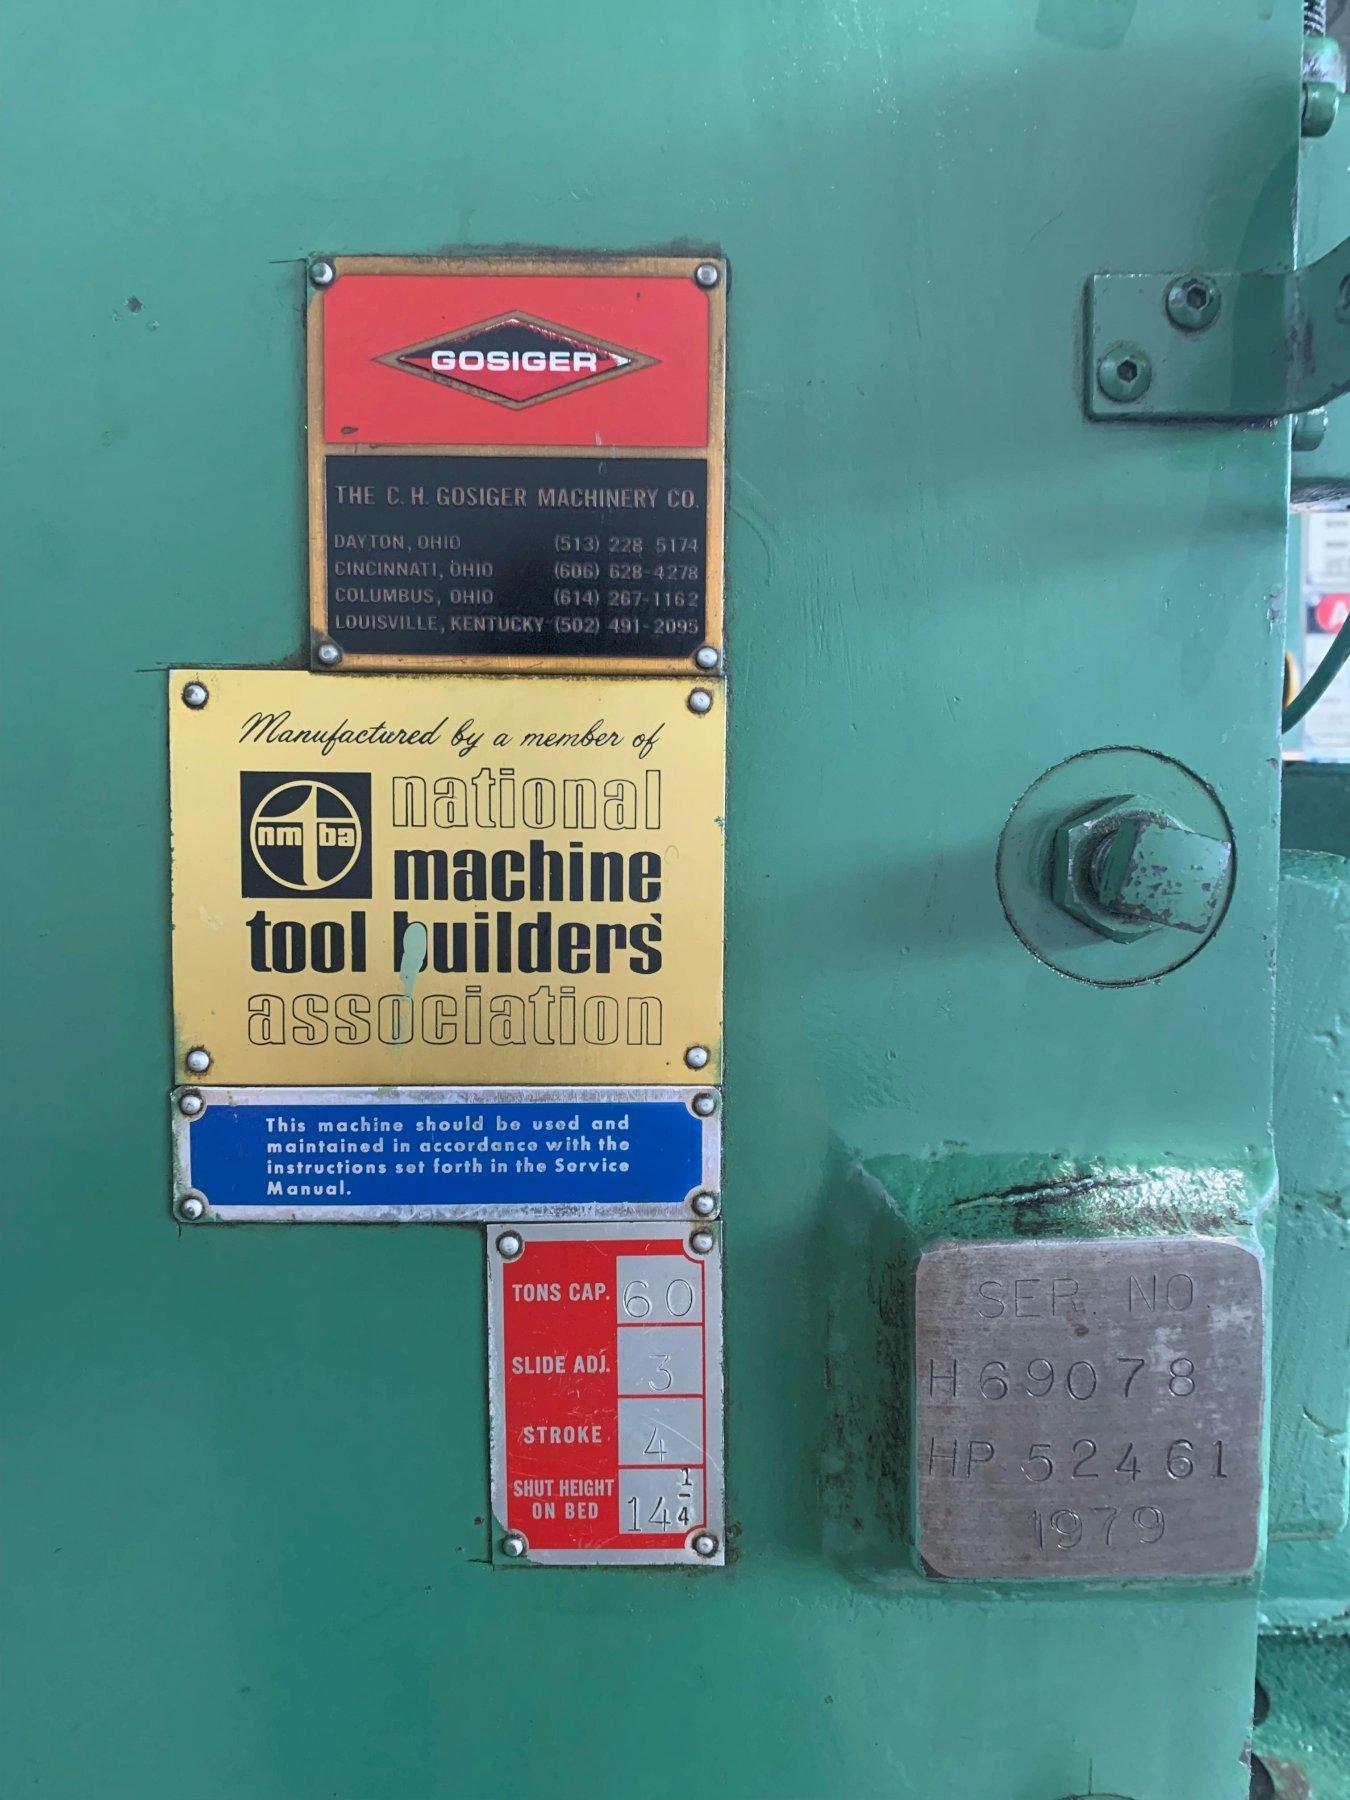 GOSIGER
THE C. H. GOSIGER MACHINERY CO.
DAYTON, OHIO (513) 228 5174
CINCINNATI, OHIO (606) 628-4278
COLUMBUS, OHIO (614) 267-1162
LOUISVILLE, KENTUCKY (502) 491-2095
Manufactured by a member of
nmtba
national
machine
tool builders'
association
This machine should be used and
maintained in accordance with the
instructions set forth in the Service
Manual.
TONS CAP. 60
SLIDE ADJ. 3
STROKE 4
SHUT HEIGHT
ON BED 14 1/4
SER. NO.
H69078
HP 52461
1979